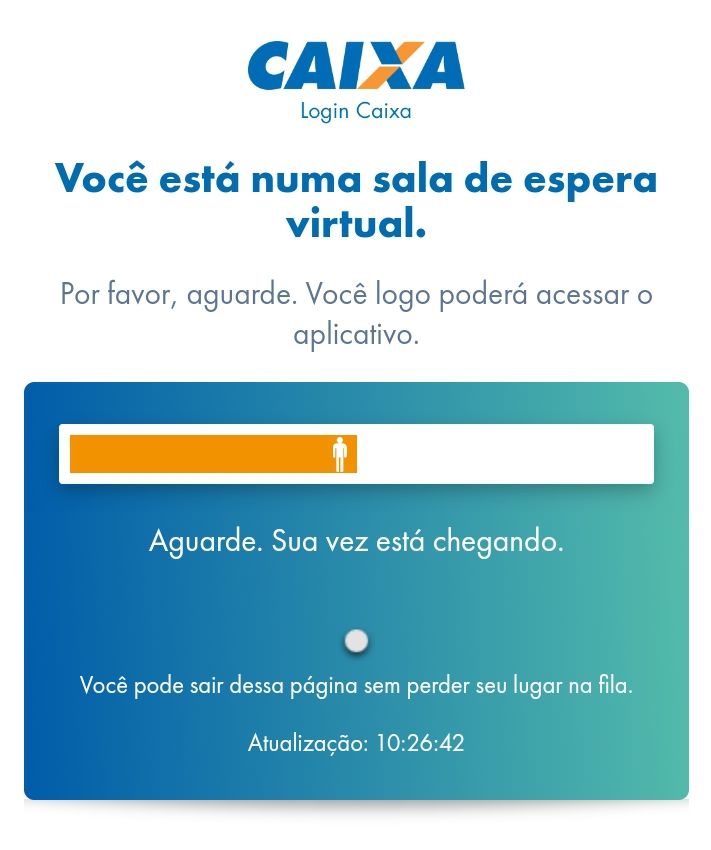 CAIXA
Login Caixa
Você está numa sala de espera
virtual.
Por favor, aguarde. Você logo poderá acessar o
aplicativo.
Aguarde. Sua vez está chegando.
Você pode sair dessa página sem perder seu lugar na fila.
Atualização: 10:26:42